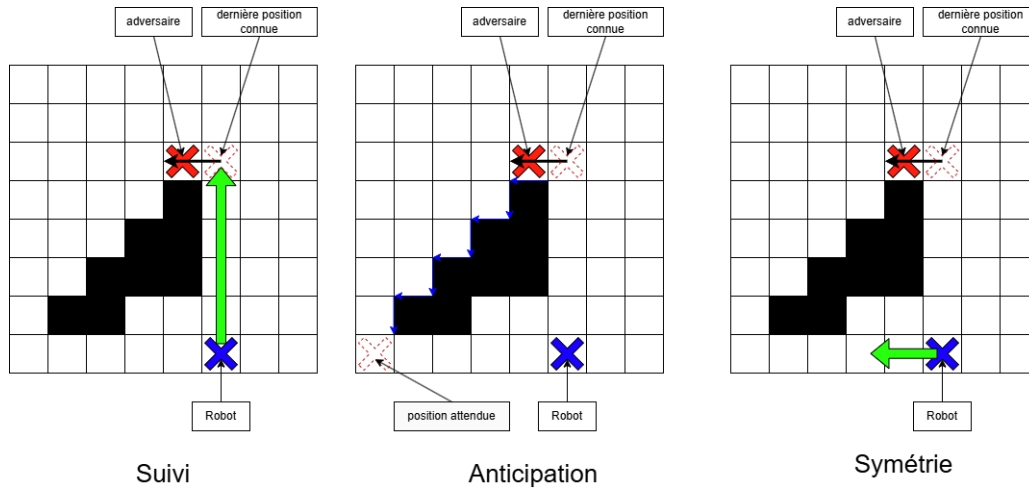 adversaire
dernière position
connue
adversaire
dernière position
connue
adversaire
dernière position
connue
Robot
position attendue
Robot
Robot
Suivi
Anticipation
Symétrie